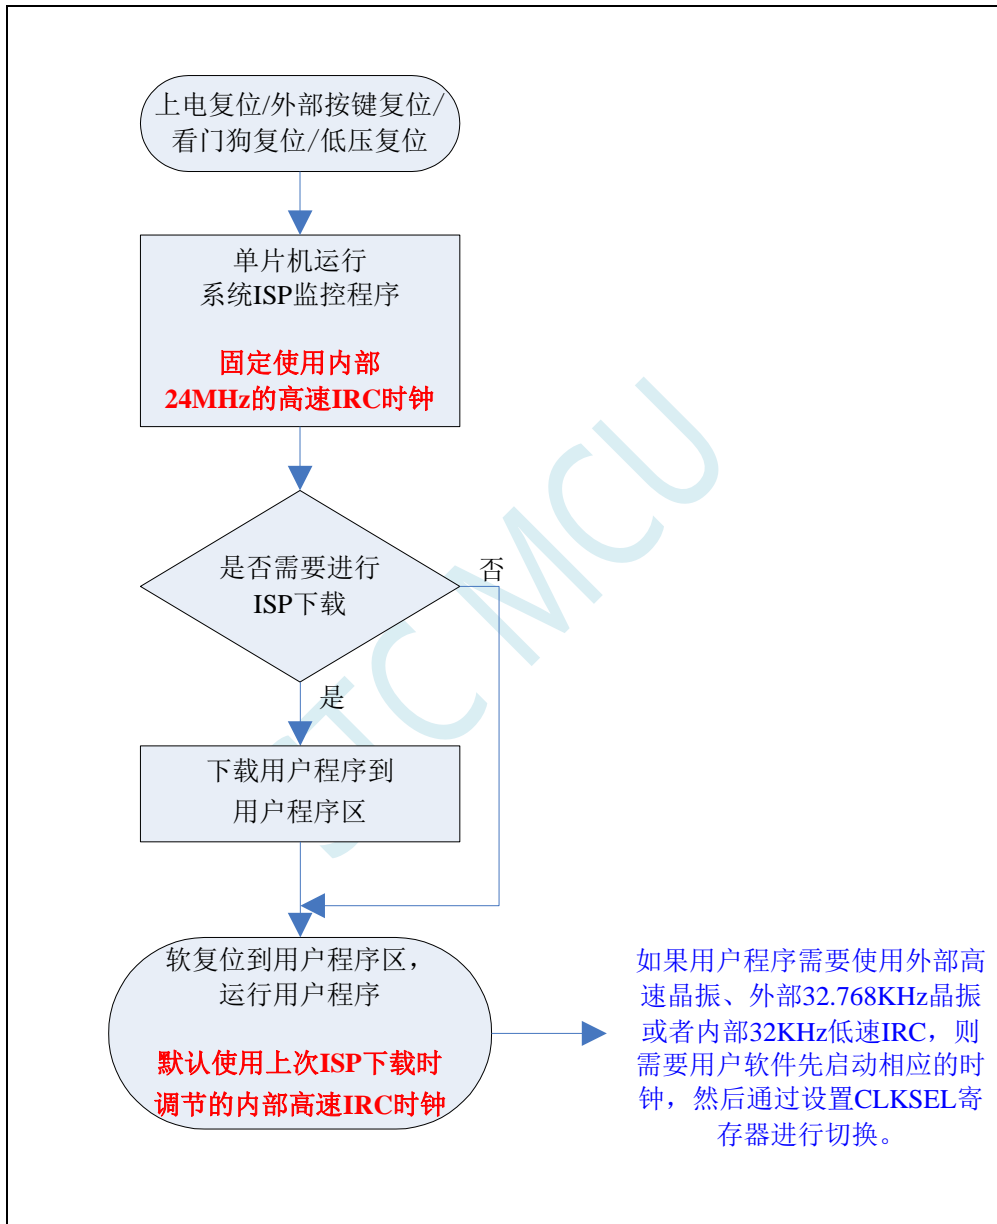 上电复位/外部按键复位/
看门狗复位/低压复位
单片机运行
系统ISP监控程序
固定使用内部
24MHz的高速IRC时钟
是否需要进行
ISP下载
否
是
下载用户程序到
用户程序区
软复位到用户程序区，
运行用户程序
默认使用上次ISP下载时
调节的内部高速IRC时钟
如果用户程序需要使用外部高
速晶振、外部32.768KHz晶振
或者内部32KHz低速IRC，则
需要用户软件先启动相应的时
钟，然后通过设置CLKSEL寄
存器进行切换。
STC MCU